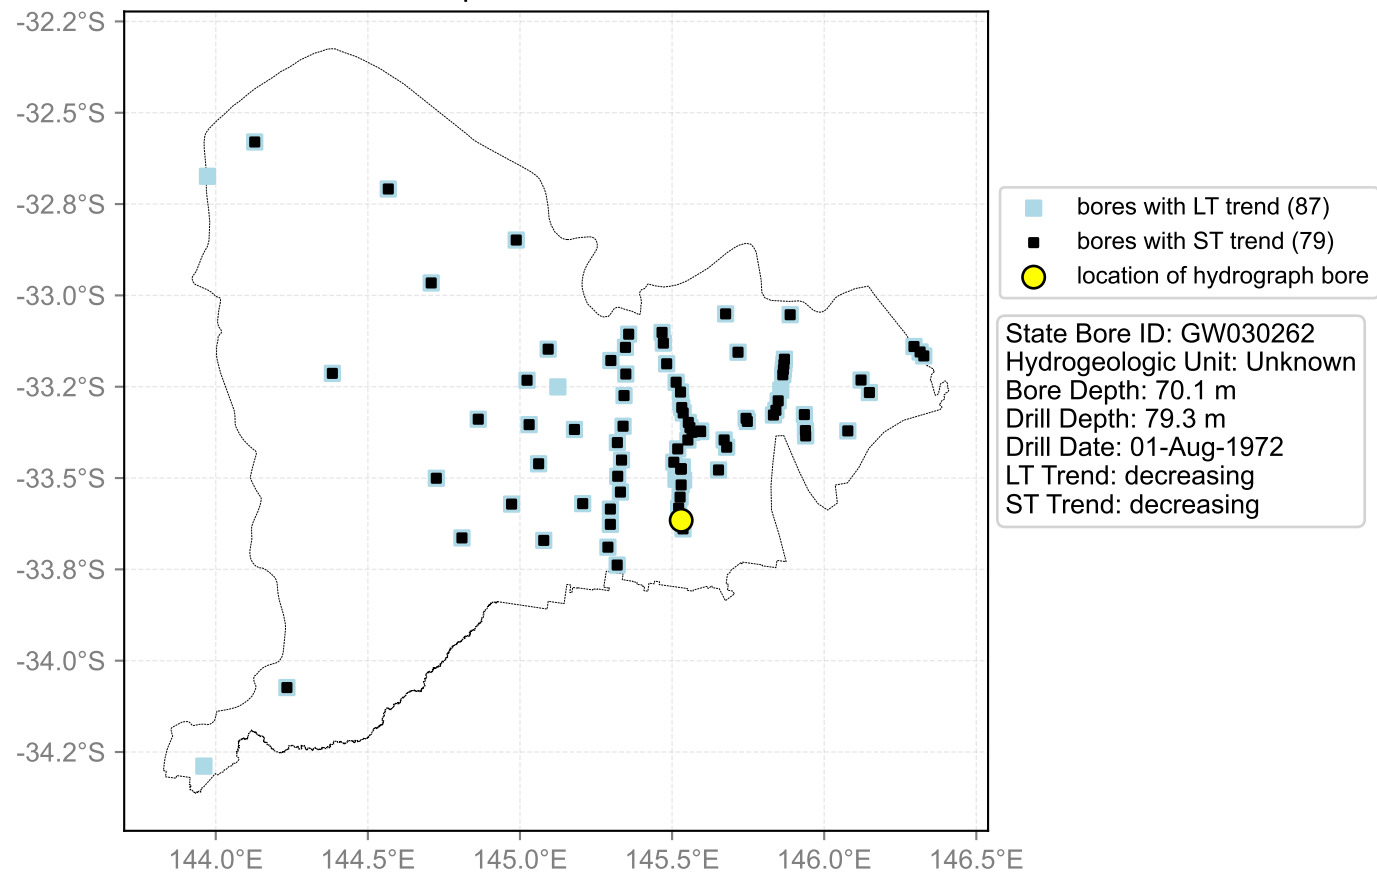 -32.2°S
-32.5°S
-32.8°S
-33.0°S
-33.2°S
-33.5°S
-33.8°S
-34.0°S
-34.2°S
144.0°E
144.5°E
145.0°E
145.5°E
146.0°E
146.5°E
bores with LT trend (87)
bores with ST trend (79)
location of hydrograph bore
State Bore ID: GW030262
Hydrogeologic Unit: Unknown
Bore Depth: 70.1 m
Drill Depth: 79.3 m
Drill Date: 01-Aug-1972
LT Trend: decreasing
ST Trend: decreasing